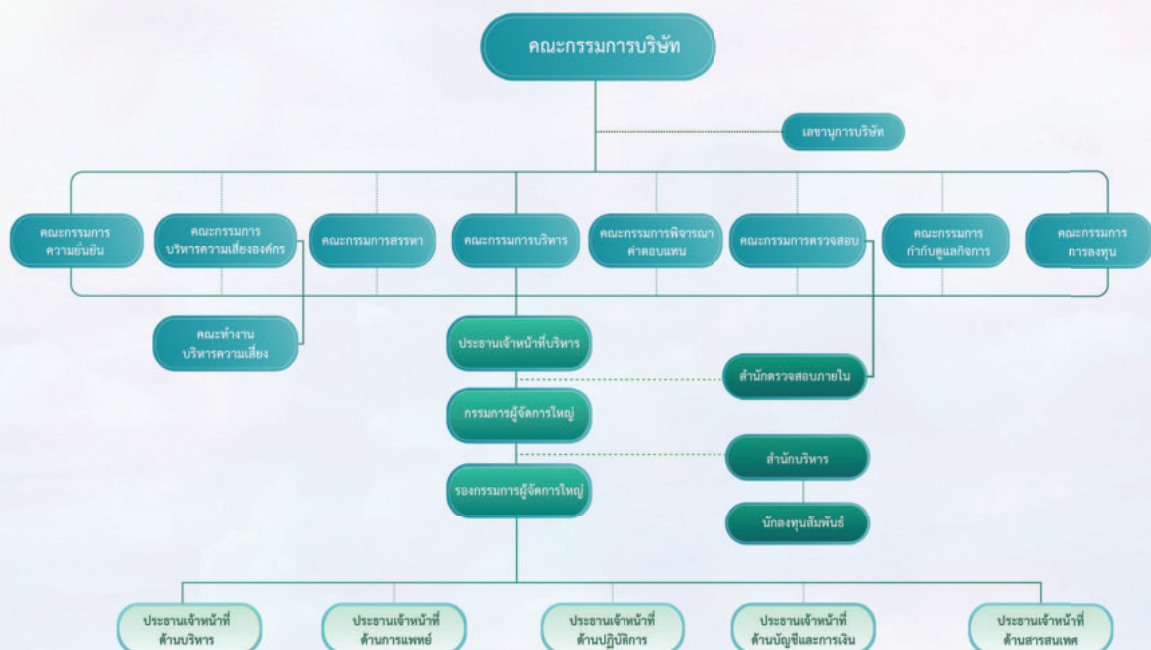 คณะกรรมการบริษัท
เลขานุการบริษัท
คณะกรรมการ
ความยั่งยืน
คณะกรรมการ
บริหารความเสี่ยงองค์กร
คณะกรรมการสรรหา
คณะกรรมการบริหาร
คณะกรรมการพิจารณา
ค่าตอบแทน
คณะกรรมการตรวจสอบ
คณะกรรมการ
กำกับดูแลกิจการ
คณะกรรมการ
การลงทุน
คณะทำงาน
บริหารความเสี่ยง
ประธานเจ้าหน้าที่บริหาร
สำนักตรวจสอบภายใน
กรรมการผู้จัดการใหญ่
สำนักบริหาร
รองกรรมการผู้จัดการใหญ่
นักลงทุนสัมพันธ์
ประธานเจ้าหน้าที่
ด้านบริหาร
ประธานเจ้าหน้าที่
ด้านการแพทย์
ประธานเจ้าหน้าที่
ด้านปฏิบัติการ
ประธานเจ้าหน้าที่
ด้านบัญชีและการเงิน
ประธานเจ้าหน้าที่
ด้านสารสนเทศ